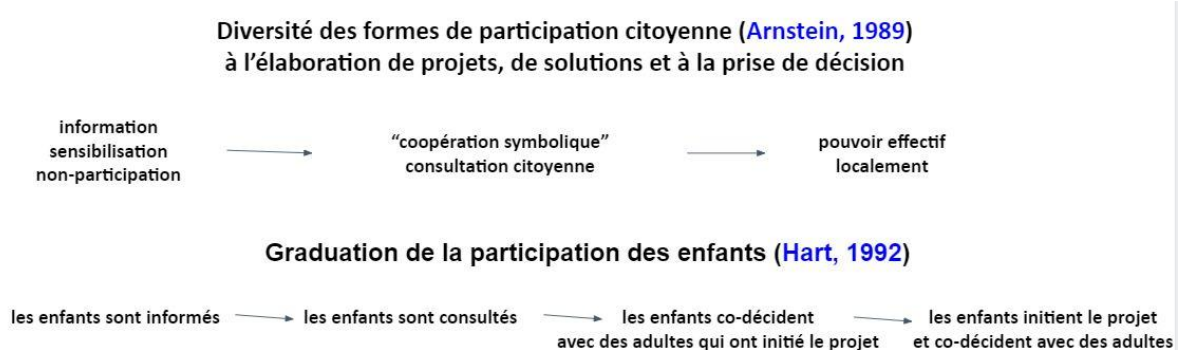 Diversité des formes de participation citoyenne (Arnstein, 1989)
à l'élaboration de projets, de solutions et à la prise de décision
information
sensibilisation
non-participation
“coopération symbolique”
consultation citoyenne
pouvoir effectif
localement
Graduation de la participation des enfants (Hart, 1992)
les enfants sont informés
les enfants sont consultés
les enfants co-décident
avec des adultes qui ont initié le projet
les enfants initient le projet
et co-décident avec des adultes